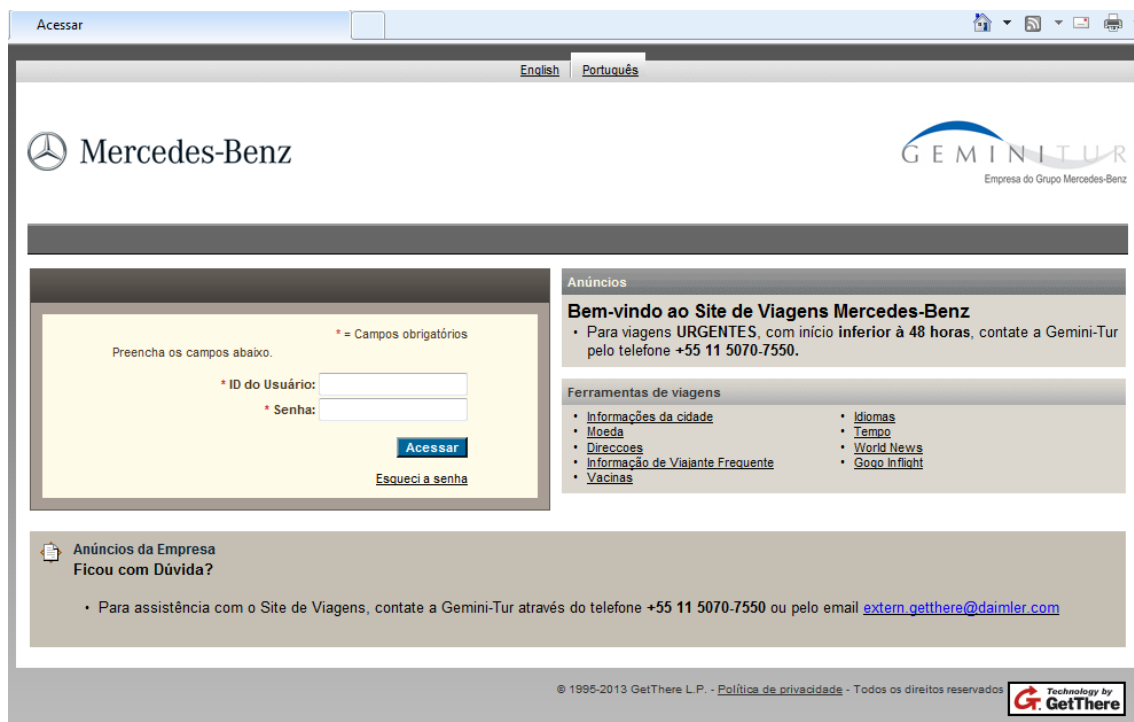 Acessar
English Português
Mercedes-Benz
GEMINITUR
Empresa do Grupo Mercedes-Benz
* = Campos obrigatórios
Preencha os campos abaixo.
* ID do Usuário:
* Senha:
Acessar
Esqueci a senha
Anúncios
Bem-vindo ao Site de Viagens Mercedes-Benz
• Para viagens URGENTES, com início inferior à 48 horas, contate a Gemini-Tur
pelo telefone +55 11 5070-7550.
Ferramentas de viagens
• Informações da cidade
• Moeda
• Direccoes
• Informação de Viajante Frequente
• Vacinas
• Idiomas
• Tempo
• World News
• Gogo Inflight
Anúncios da Empresa
Ficou com Dúvida?
• Para assistência com o Site de Viagens, contate a Gemini-Tur através do telefone +55 11 5070-7550 ou pelo email extern.getthere@daimler.com
© 1995-2013 GetThere L.P. - Política de privacidade - Todos os direitos reservados
G. Technology by
GetThere